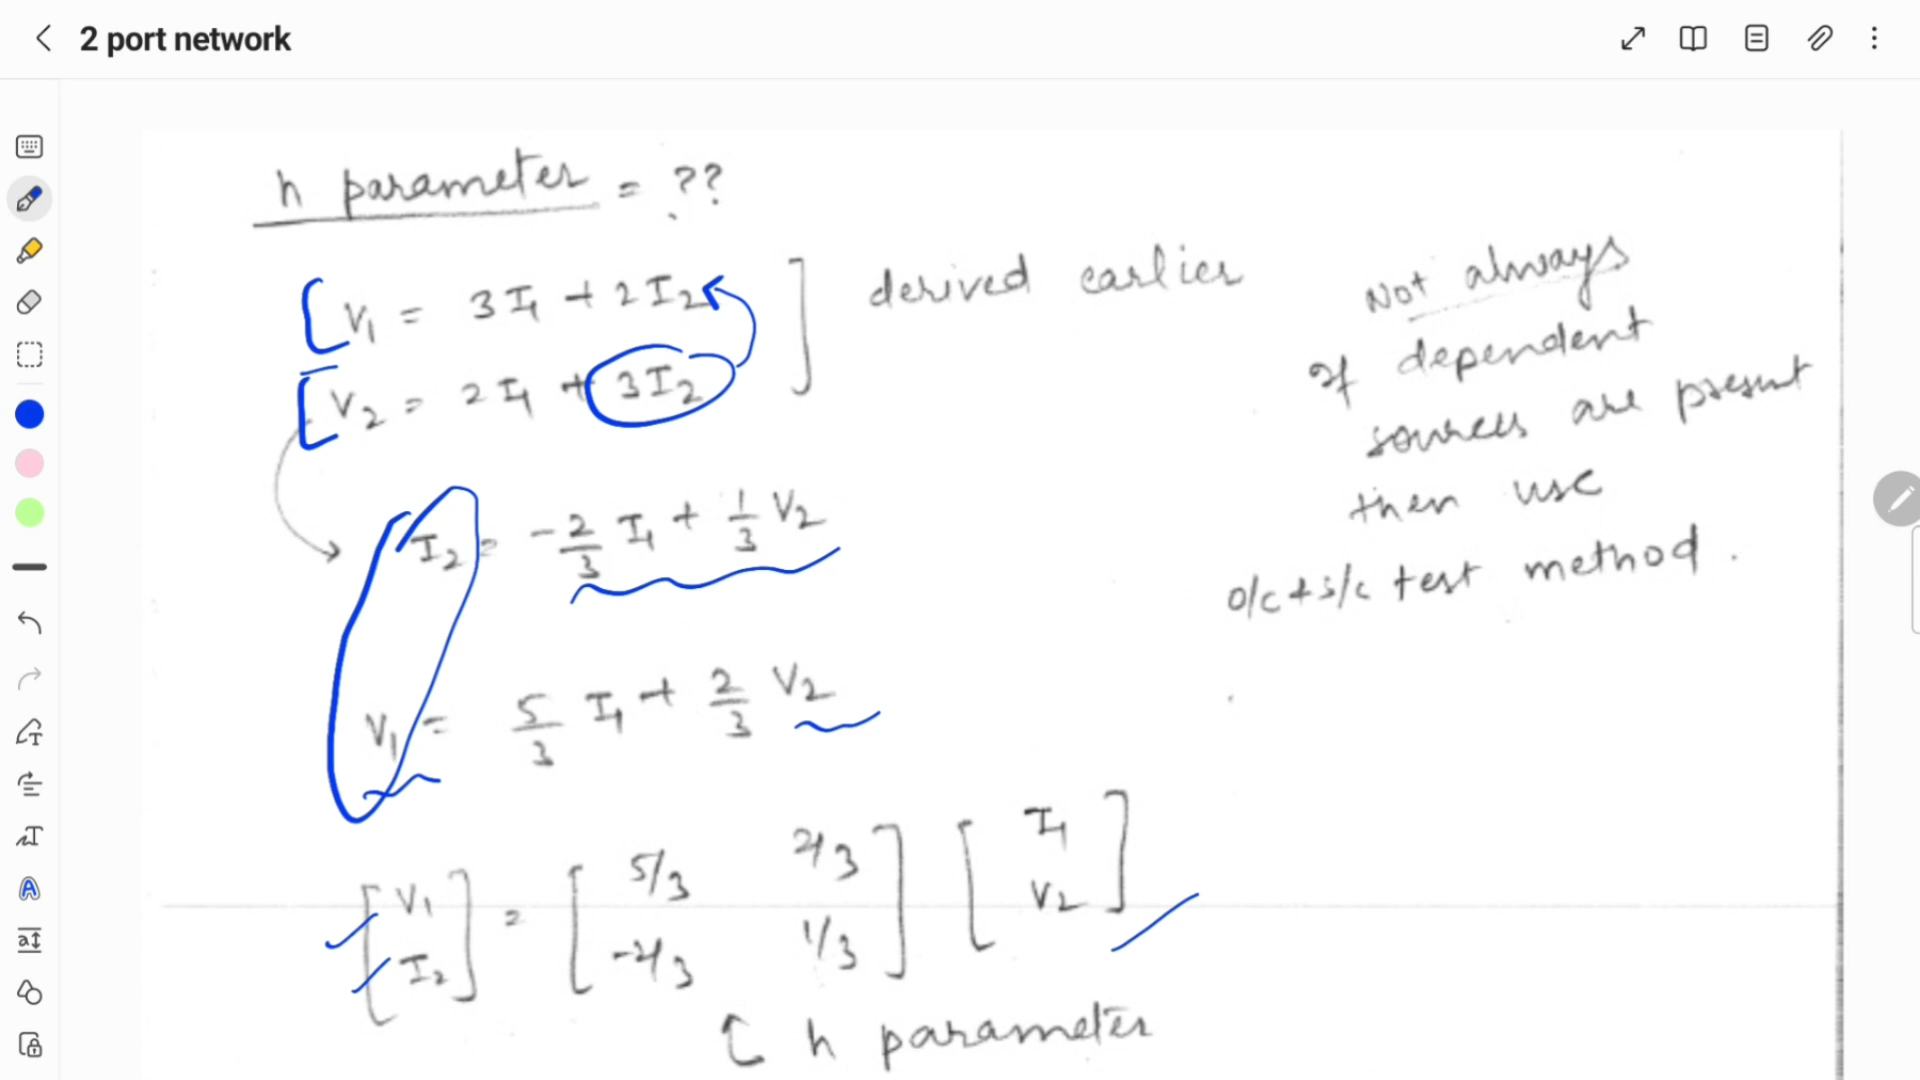 2 port network
h parameter = ??
V₁ = 3I₁ + 2I₂
V₂ = 2I₁ + 3I₂
] derived earlier
Not always
If dependent
sources are present
then use
o/c + s/c test method.
I₂ = -2/3 I₁ + 1/3 V₂
V₁ = 5/3 I₁ + 2/3 V₂
[V₁ I₂] = [5/3 2/3 -2/3 1/3] [I₁ V₂]
h parameter